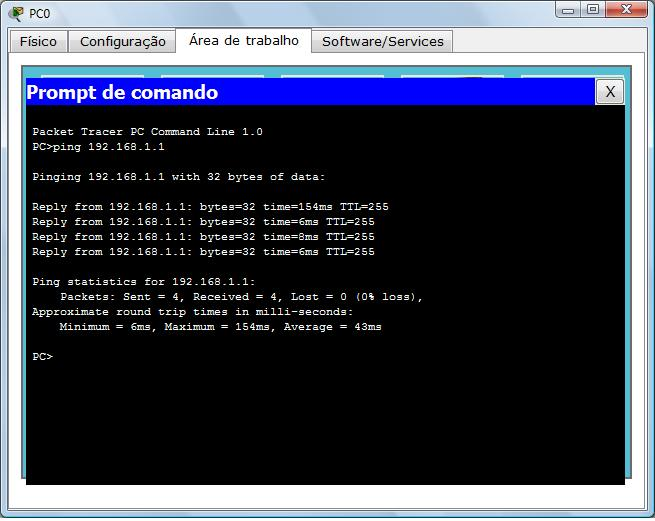 PC0
Físico Configuração Área de trabalho Software/Services
Prompt de comando X
Packet Tracer PC Command Line 1.0
PC>ping 192.168.1.1
Pinging 192.168.1.1 with 32 bytes of data:
Reply from 192.168.1.1: bytes=32 time=154ms TTL=255
Reply from 192.168.1.1: bytes=32 time=6ms TTL=255
Reply from 192.168.1.1: bytes=32 time=8ms TTL=255
Reply from 192.168.1.1: bytes=32 time=6ms TTL=255
Ping statistics for 192.168.1.1:
Packets: Sent = 4, Received = 4, Lost = 0 (0% loss),
Approximate round trip times in milli-seconds:
Minimum = 6ms, Maximum = 154ms, Average = 43ms
PC>